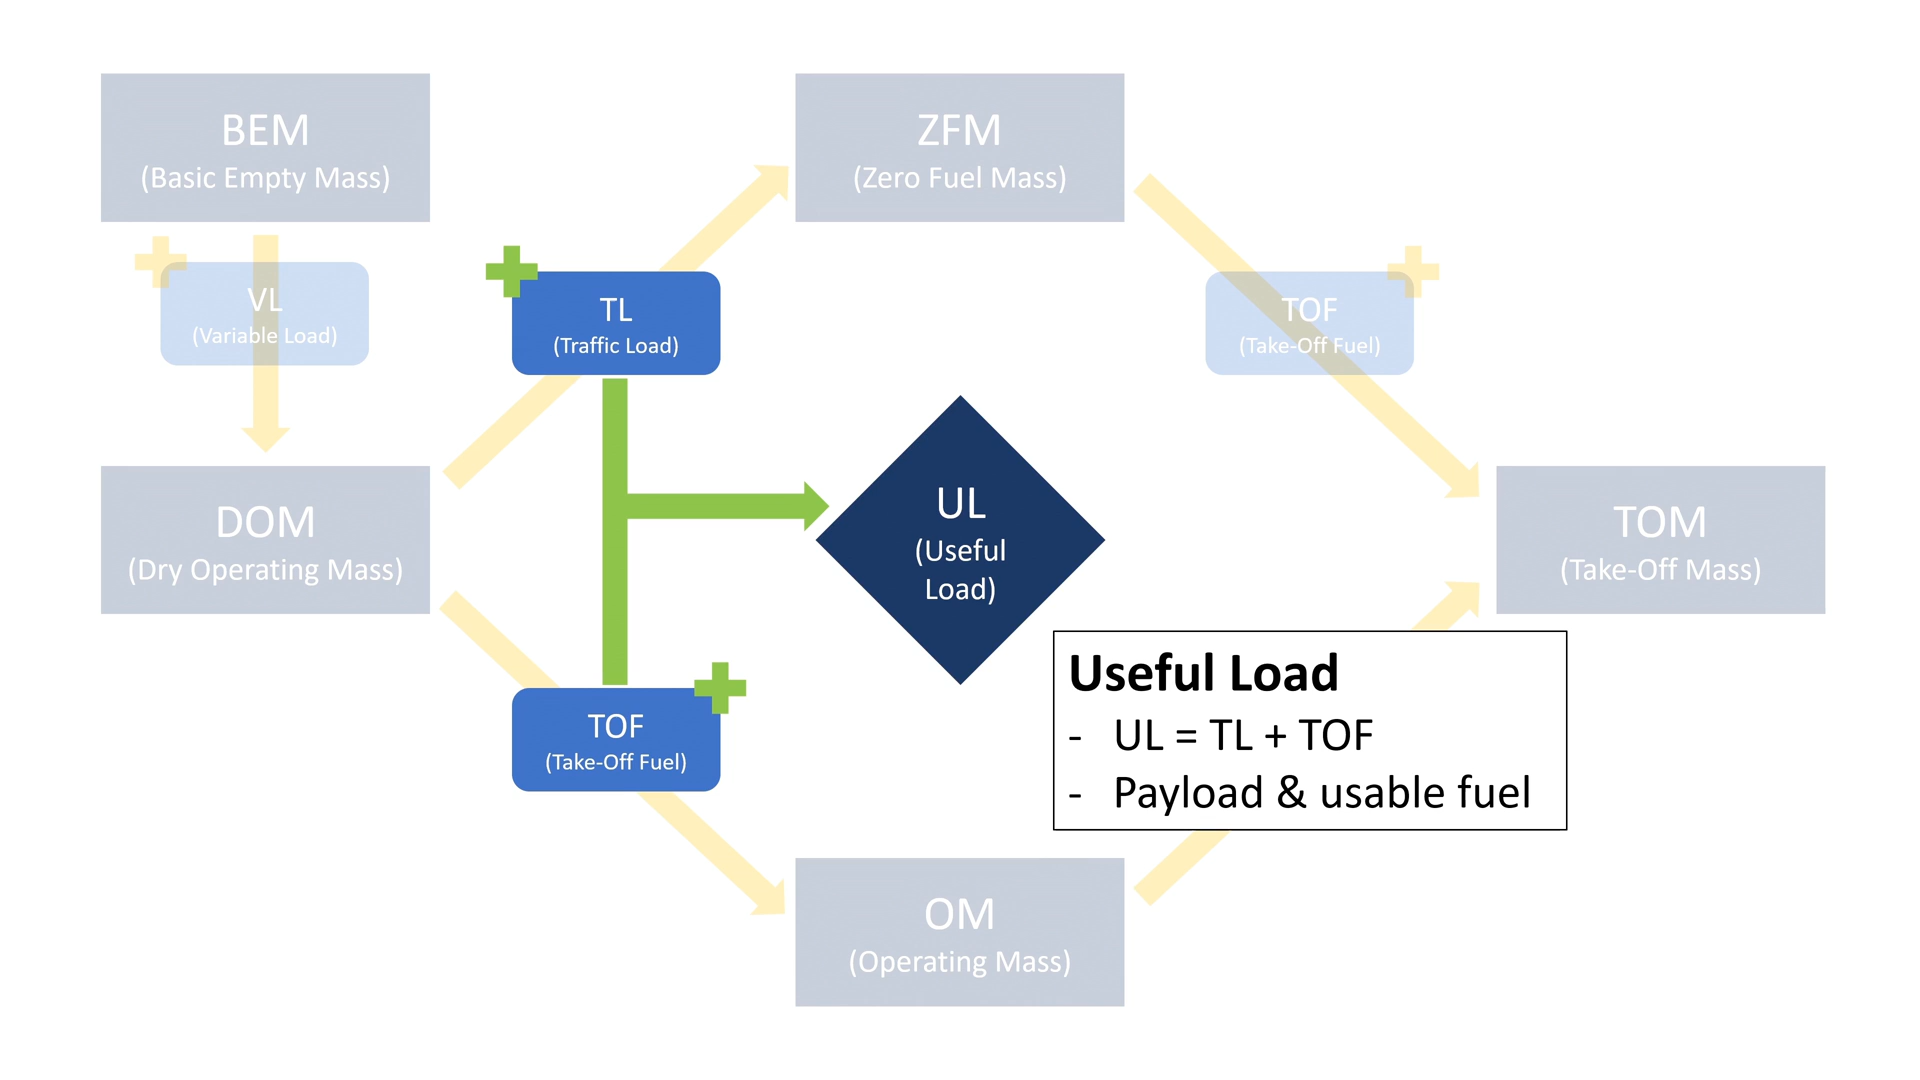 BEM
(Basic Empty Mass)
ZFM
(Zero Fuel Mass)
VL
(Variable Load)
TL
(Traffic Load)
TOF
(Take-Off Fuel)
DOM
(Dry Operating Mass)
UL
(Useful
Load)
TOM
(Take-Off Mass)
Useful Load
- UL = TL + TOF
- Payload & usable fuel
TOF
(Take-Off Fuel)
OM
(Operating Mass)